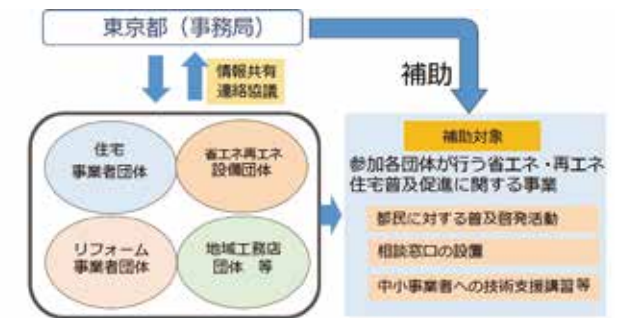 東京都（事務局）
情報共有
連絡協議
補助
住宅
事業者団体
省エネ再エネ
設備団体
リフォーム
事業者団体
地域工務店
団体 等
補助対象
参加各団体が行う省エネ・再エネ
住宅普及促進に関する事業
都民に対する普及啓発活動
相談窓口の設置
中小事業者への技術支援講習等